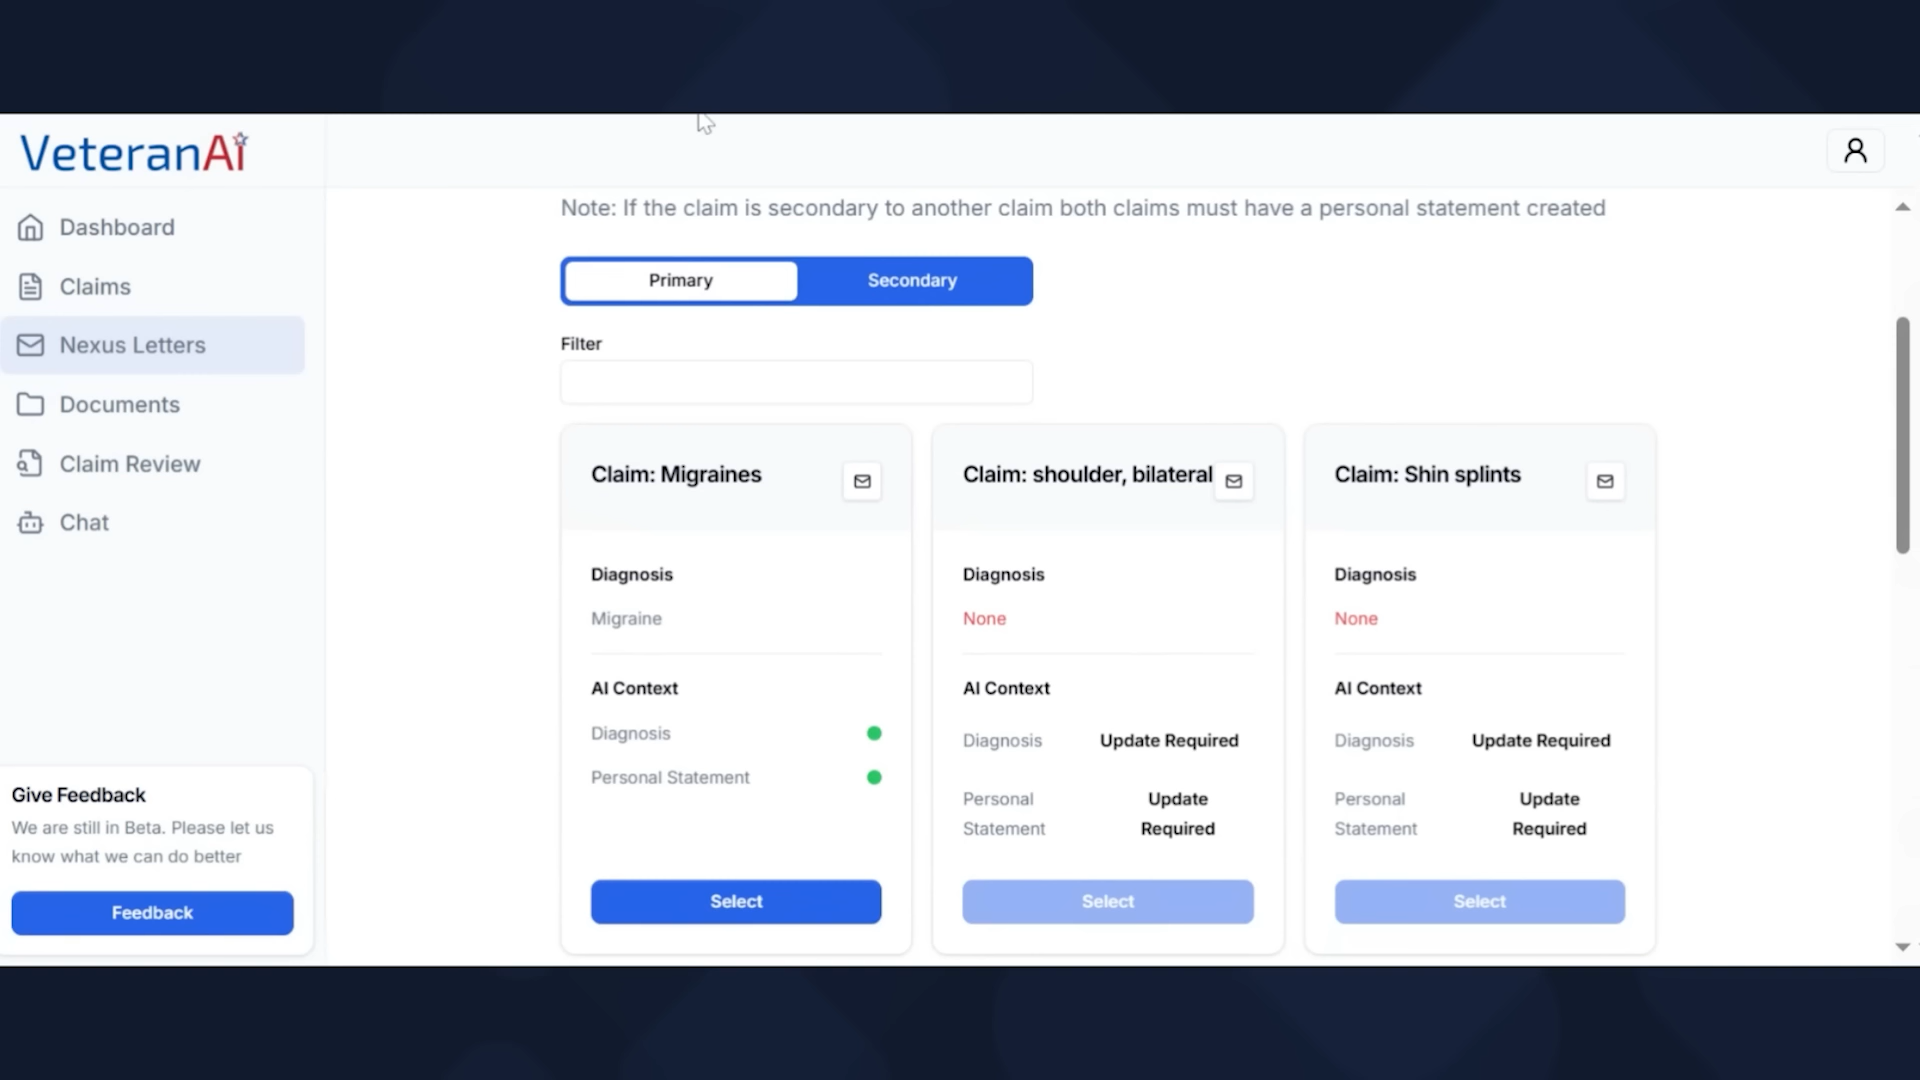 VeteranAi
Dashboard
Claims
Nexus Letters
Documents
Claim Review
Chat
Give Feedback
We are still in Beta. Please let us
know what we can do better
Feedback
Note: If the claim is secondary to another claim both claims must have a personal statement created
Primary
Secondary
Filter
Claim: Migraines
Diagnosis
Migraine
AI Context
Diagnosis
Personal Statement
Select
Claim: shoulder, bilateral
Diagnosis
None
AI Context
Diagnosis
Update Required
Personal
Statement
Update
Required
Select
Claim: Shin splints
Diagnosis
None
AI Context
Diagnosis
Update Required
Personal
Statement
Update
Required
Select